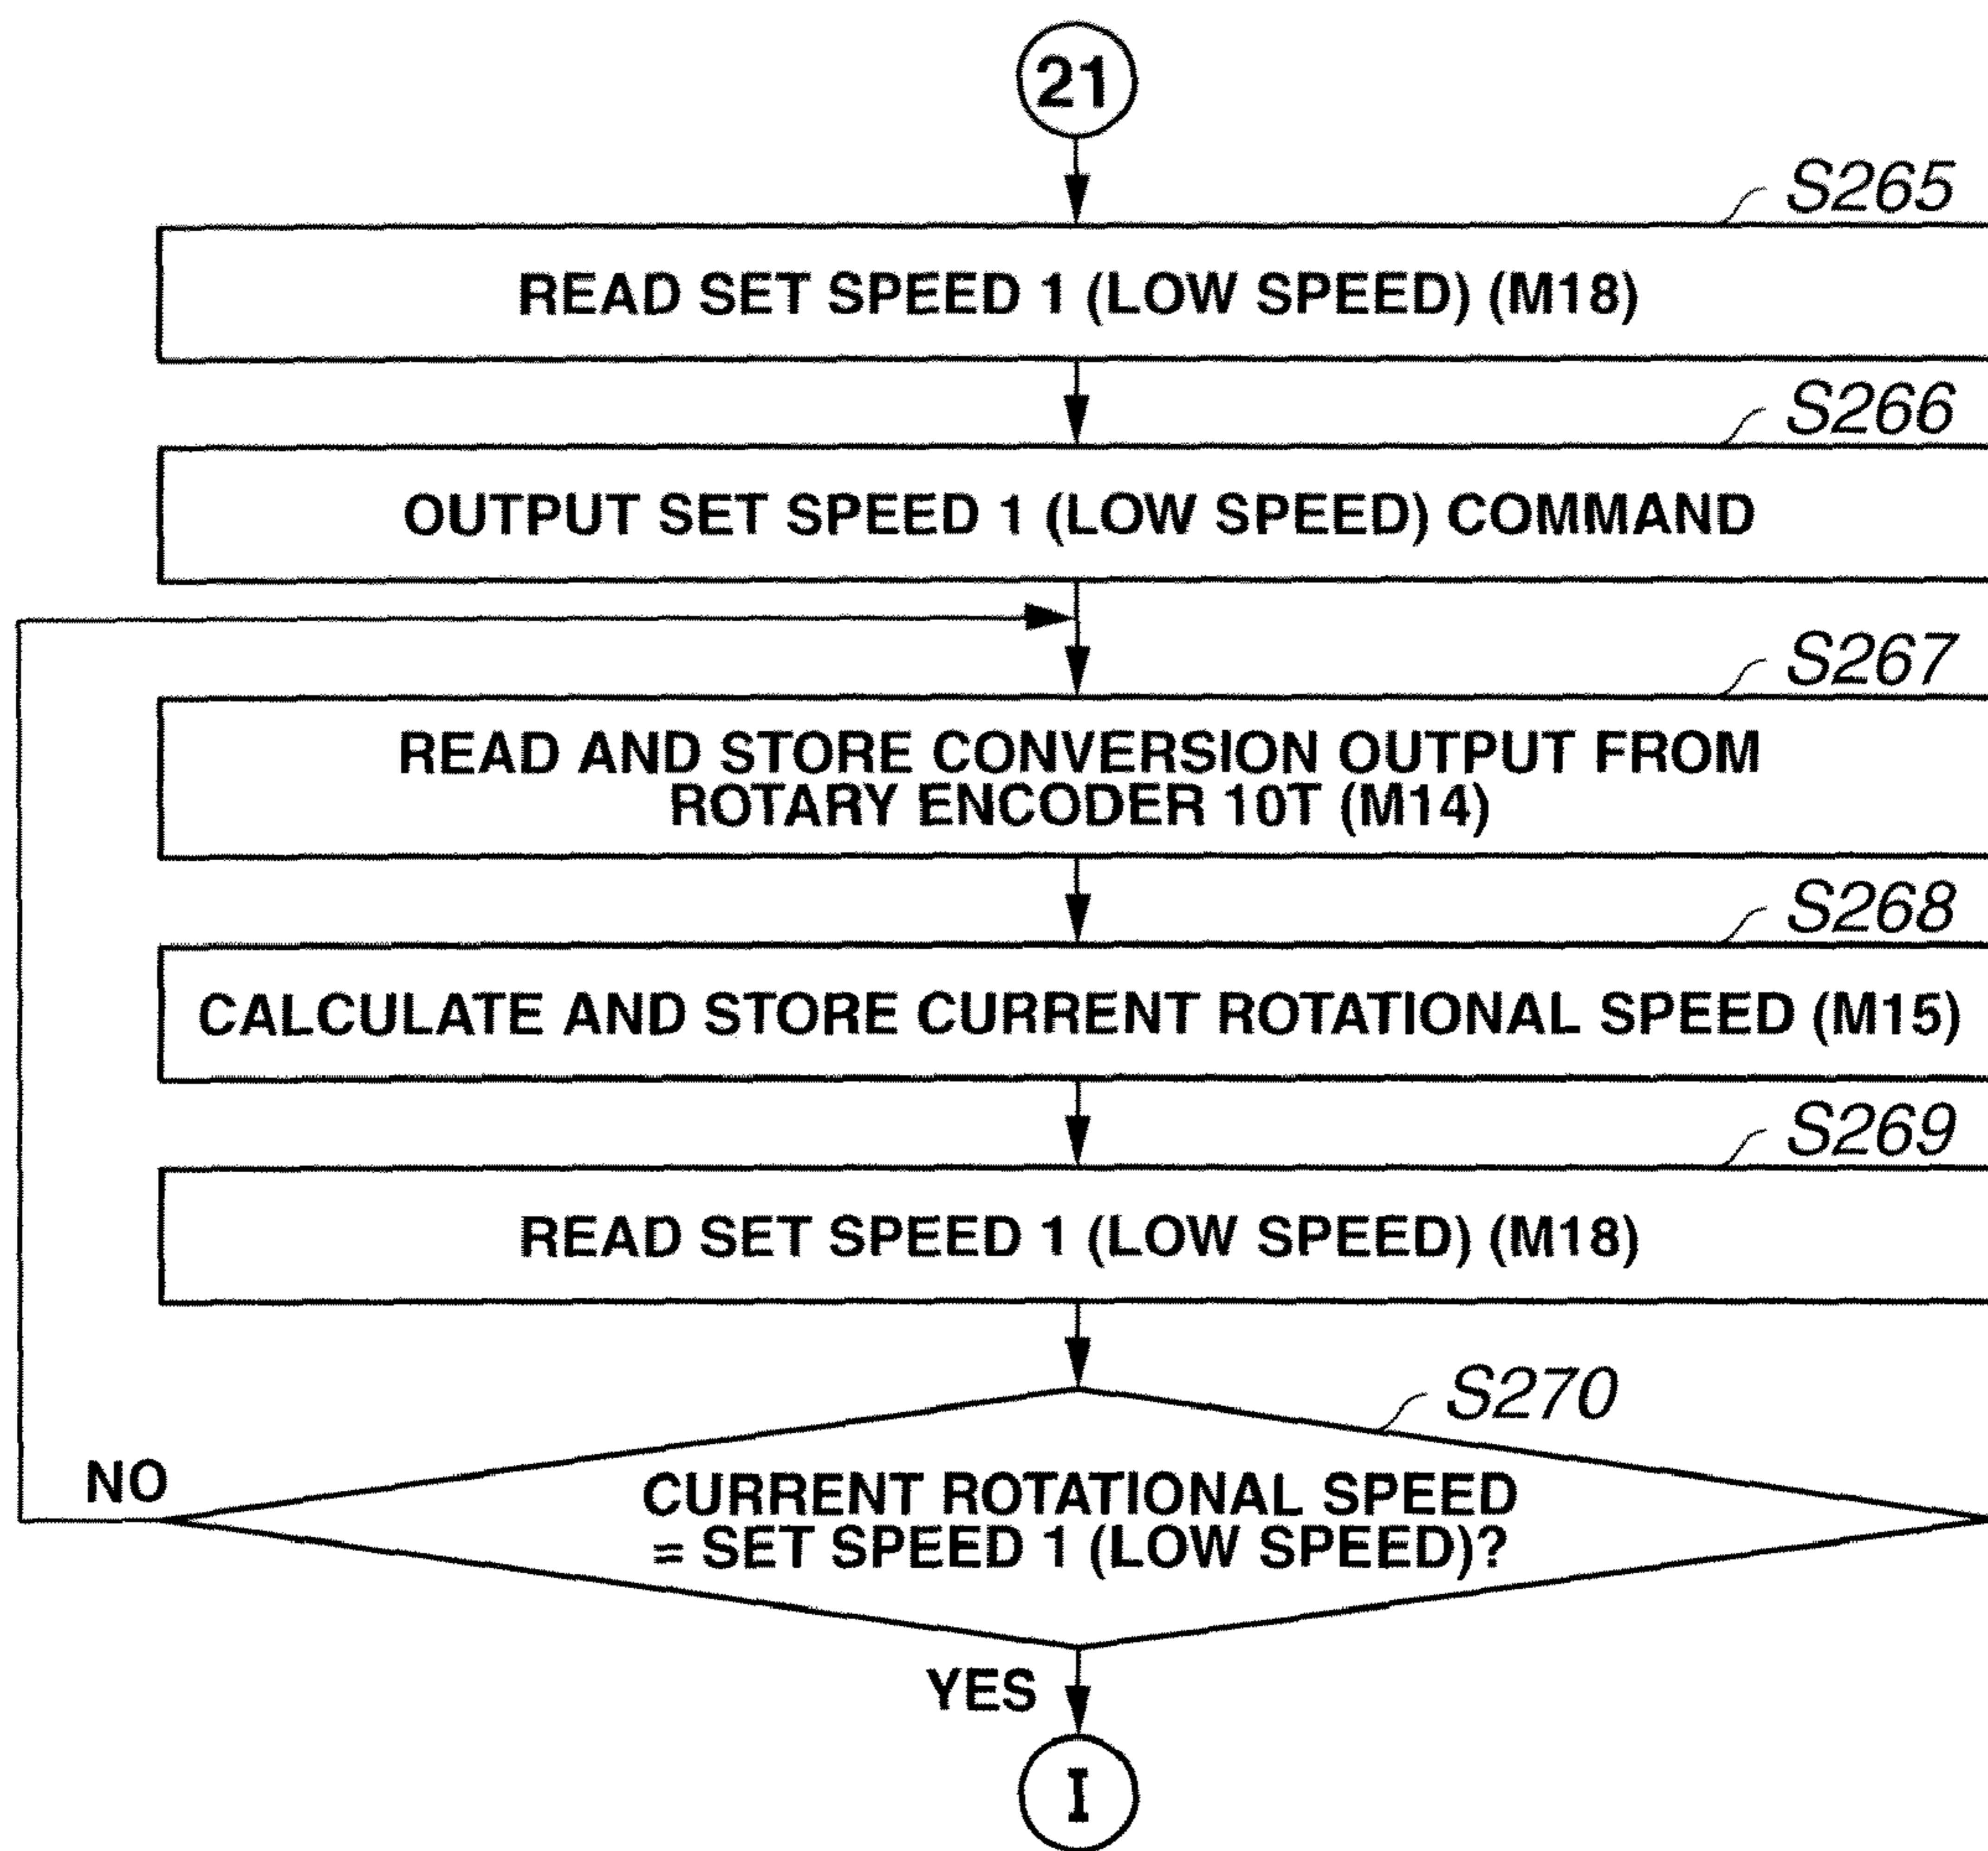 21
S265
READ SET SPEED 1 (LOW SPEED) (M18)
S266
OUTPUT SET SPEED 1 (LOW SPEED) COMMAND
S267
READ AND STORE CONVERSION OUTPUT FROM
ROTARY ENCODER 10T (M14)
S268
CALCULATE AND STORE CURRENT ROTATIONAL SPEED (M15)
S269
READ SET SPEED 1 (LOW SPEED) (M18)
S270
NO
CURRENT ROTATIONAL SPEED
= SET SPEED 1 (LOW SPEED)?
YES
I